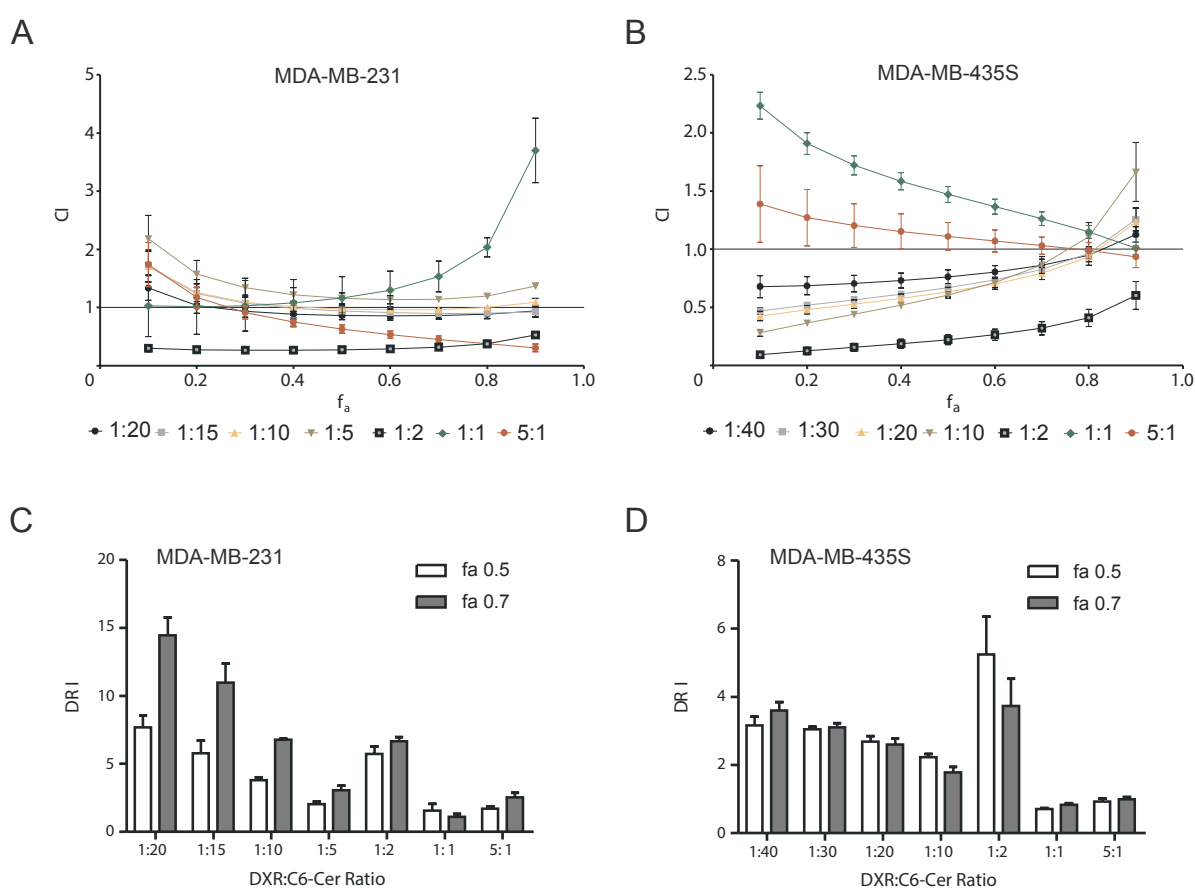 A
MDA-MB-231
5
4
3
2
1
0
CI
0.2 0.4 0.6 0.8 1.0
fa
1:20 1:15 1:10 1:5 1:2 1:1 5:1
B
MDA-MB-435S
2.5
2.0
1.5
1.0
0.5
0
CI
0.2 0.4 0.6 0.8 1.0
fa
1:40 1:30 1:20 1:10 1:2 1:1 5:1
C
MDA-MB-231
fa 0.5
fa 0.7
20
15
10
5
0
DR I
1:20 1:15 1:10 1:5 1:2 1:1 5:1
DXR:C6-Cer Ratio
D
MDA-MB-435S
fa 0.5
fa 0.7
8
6
4
2
0
DR I
1:40 1:30 1:20 1:10 1:2 1:1 5:1
DXR:C6-Cer Ratio